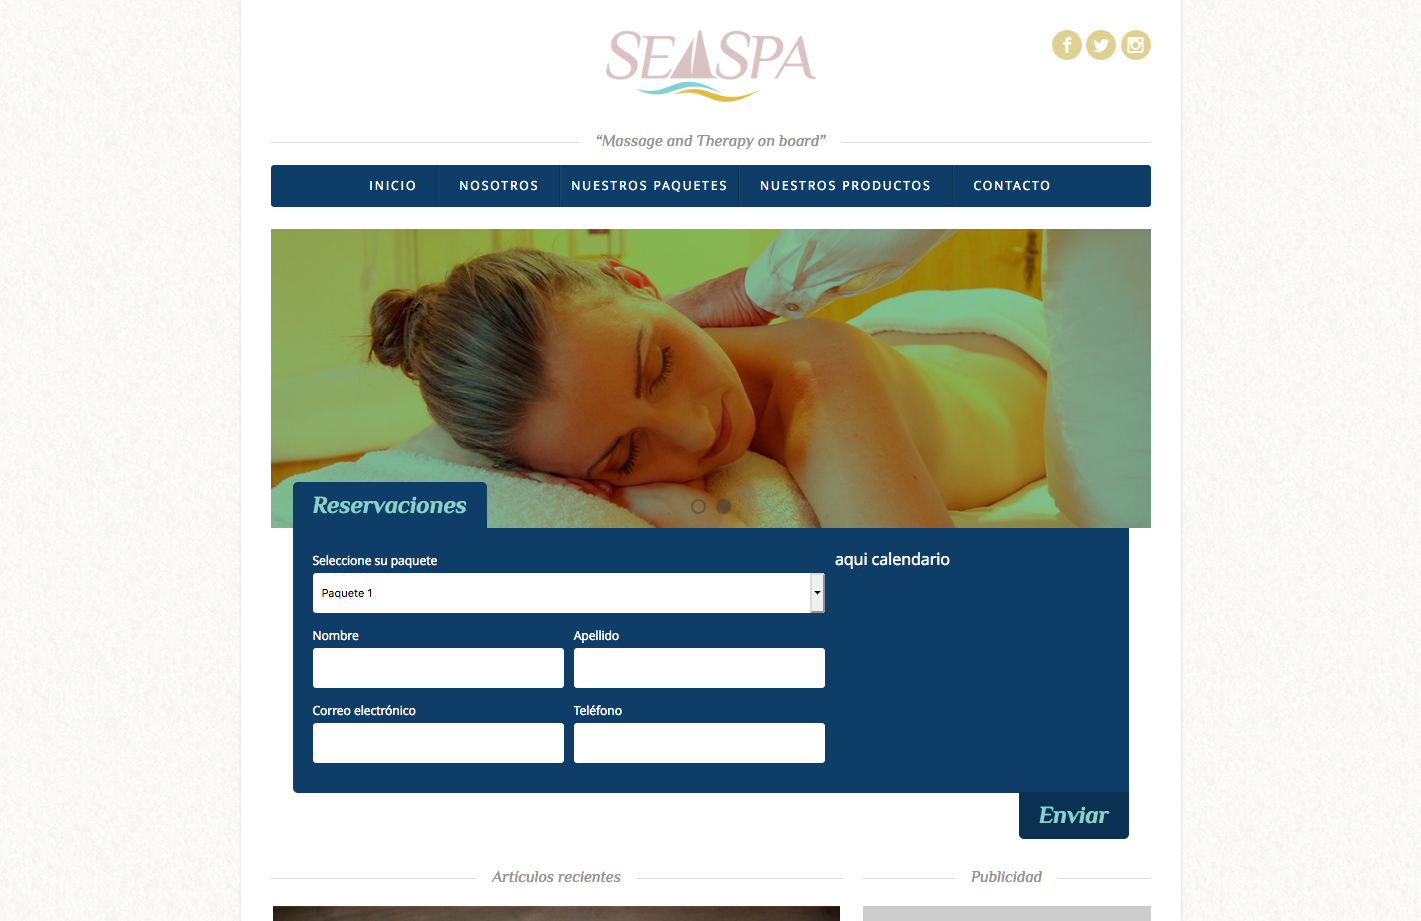 SEASPA
“Massage and Therapy on board”
INICIO NOSOTROS NUESTROS PAQUETES NUESTROS PRODUCTOS CONTACTO
Reservaciones
Seleccione su paquete
Paquete 1
Nombre Apellido
Correo electrónico Teléfono
aqui calendario
Enviar
Artículos recientes
Publicidad